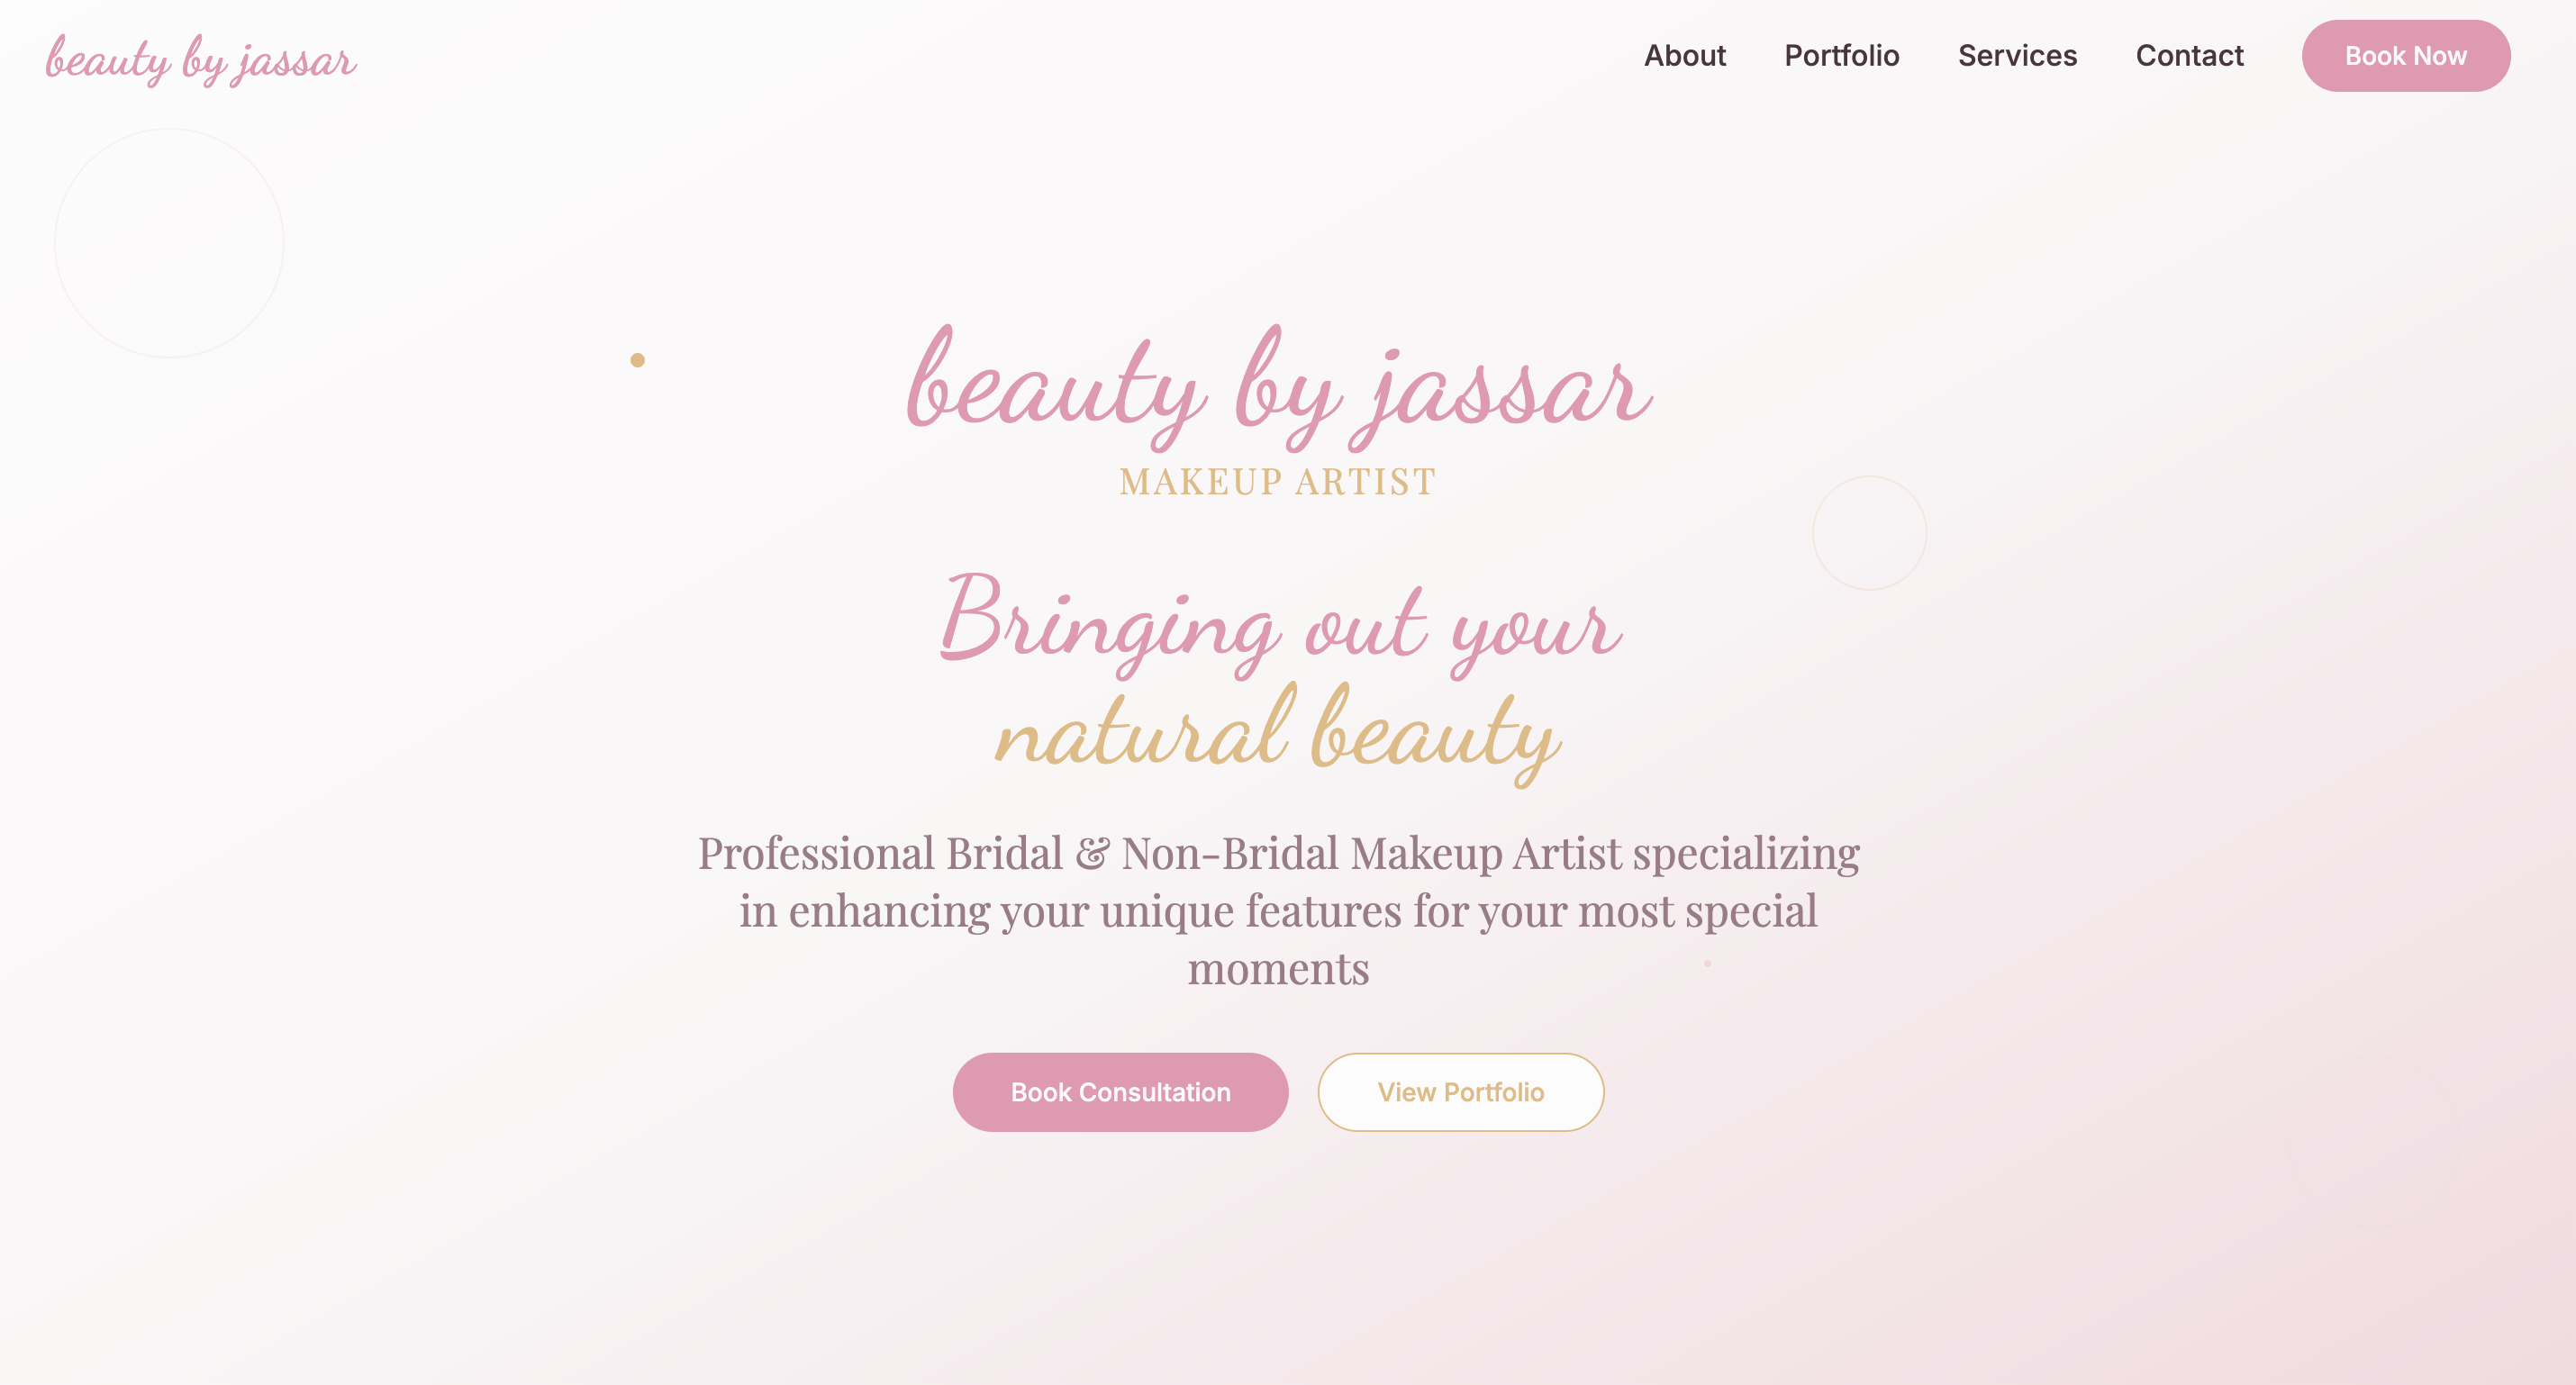 beauty by jassar
About
Portfolio
Services
Contact
Book Now
beauty by jassar
MAKEUP ARTIST
Bringing out your
natural beauty
Professional Bridal & Non-Bridal Makeup Artist specializing
in enhancing your unique features for your most special
moments
Book Consultation
View Portfolio